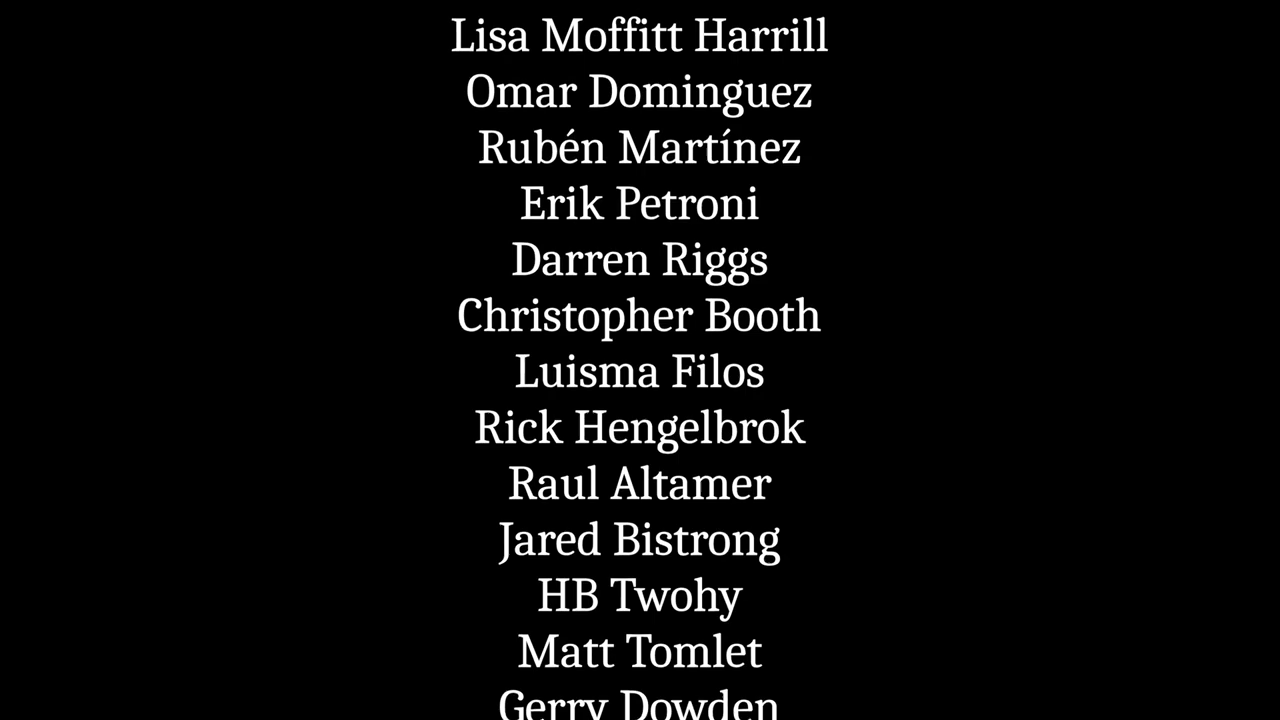 Lisa Moffitt Harrill
Omar Dominguez
Rubén Martínez
Erik Petroni
Darren Riggs
Christopher Booth
Luisma Filos
Rick Hengelbrok
Raul Altamer
Jared Bistrong
HB Twohy
Matt Tomlet
Gerry Dowden